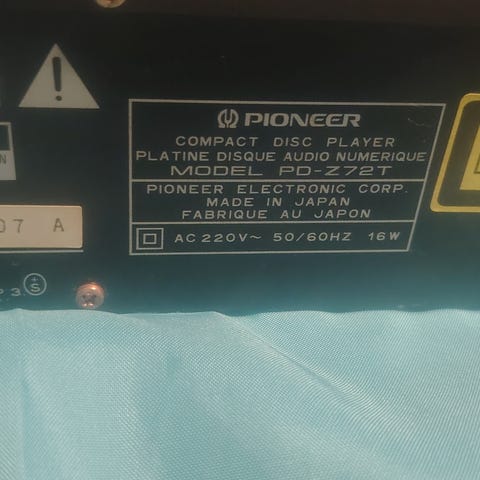 PIONEER
COMPACT DISC PLAYER
PLATINE DISQUE AUDIO NUMERIQUE
MODEL PD-Z72T
PIONEER ELECTRONIC CORP.
MADE IN JAPAN
FABRIQUE AU JAPON
AC 220V~ 50/60HZ 16W
N
07 A
P.3 S